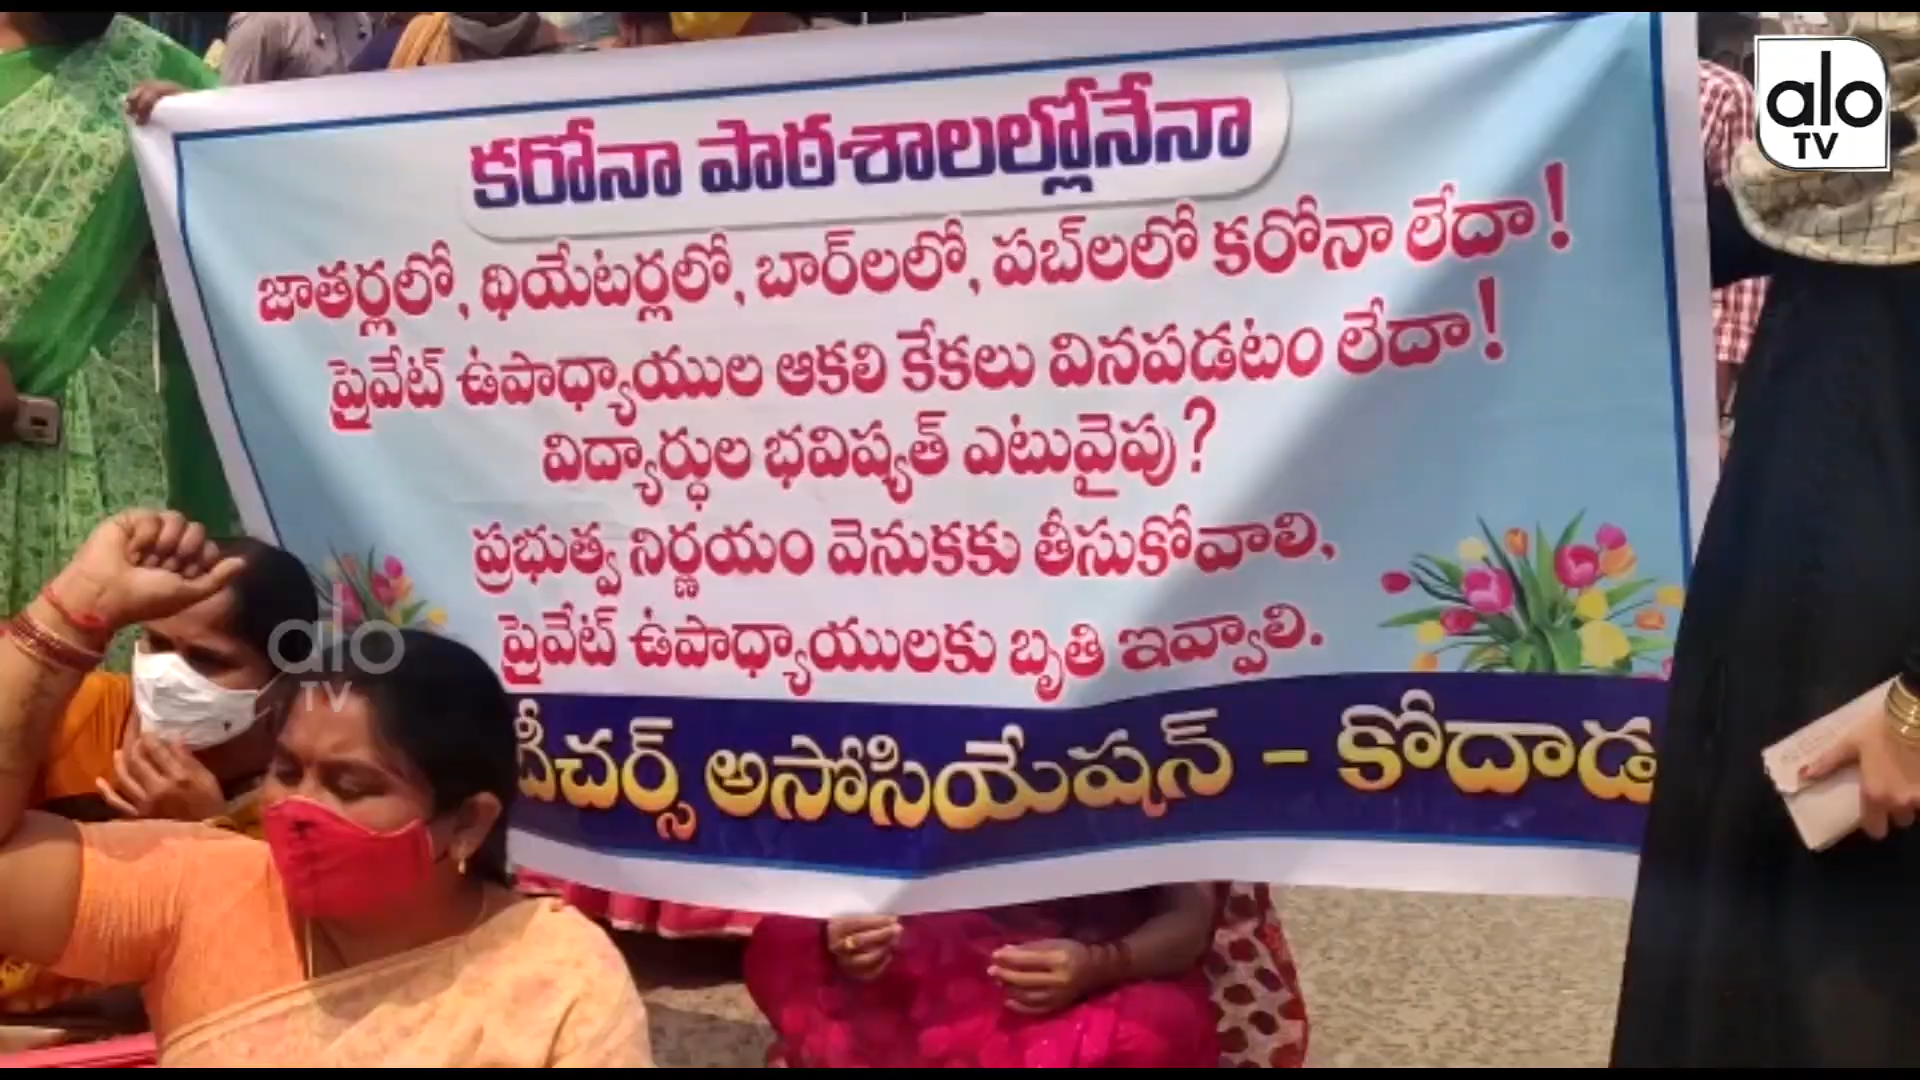 alo
TV
కరోనా పాఠశాలల్లోనేనా
జాతర్లలో, థియేటర్లలో, బార్‌లలో, పబ్‌లలో కరోనా లేదా!
ప్రైవేట్ ఉపాధ్యాయుల ఆకలి కేకలు వినపడటం లేదా!
విద్యార్థుల భవిష్యత్ ఎటువైపు?
ప్రభుత్వ నిర్ణయం వెనుకకు తీసుకోవాలి.
ప్రైవేట్ ఉపాధ్యాయులకు బృతి ఇవ్వాలి.
టీచర్స్ అసోసియేషన్ - కోదాడ
alo
TV